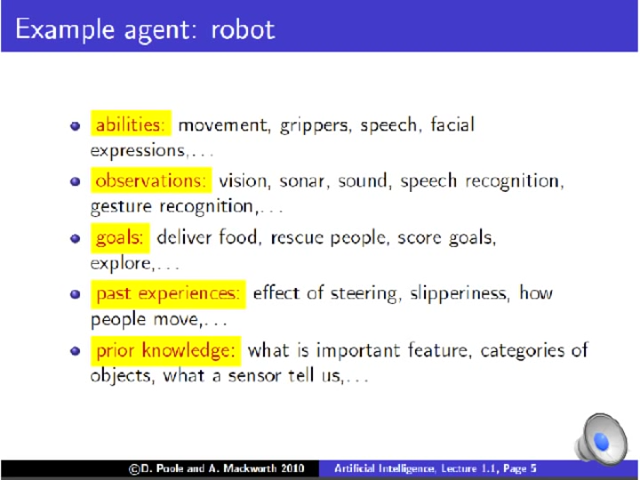 Example agent: robot
abilities: movement, grippers, speech, facial
expressions,...
observations: vision, sonar, sound, speech recognition,
gesture recognition,...
goals: deliver food, rescue people, score goals,
explore,...
past experiences: effect of steering, slipperiness, how
people move,...
prior knowledge: what is important feature, categories of
objects, what a sensor tell us,...
©D. Poole and A. Mackworth 2010 Artificial Intelligence, Lecture 1.1, Page 5